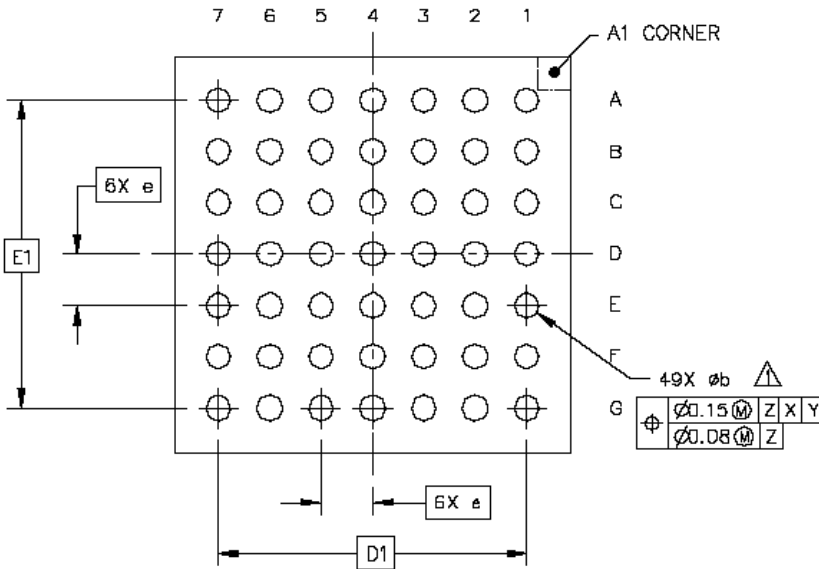 7 6 5 4 3 2 1
A1 CORNER
A
B
C
6X e
E1
D
E
F
49X øb 1
G
Ø0.15 Ⓜ Z X Y
Ø0.08 Ⓜ Z
6X e
D1